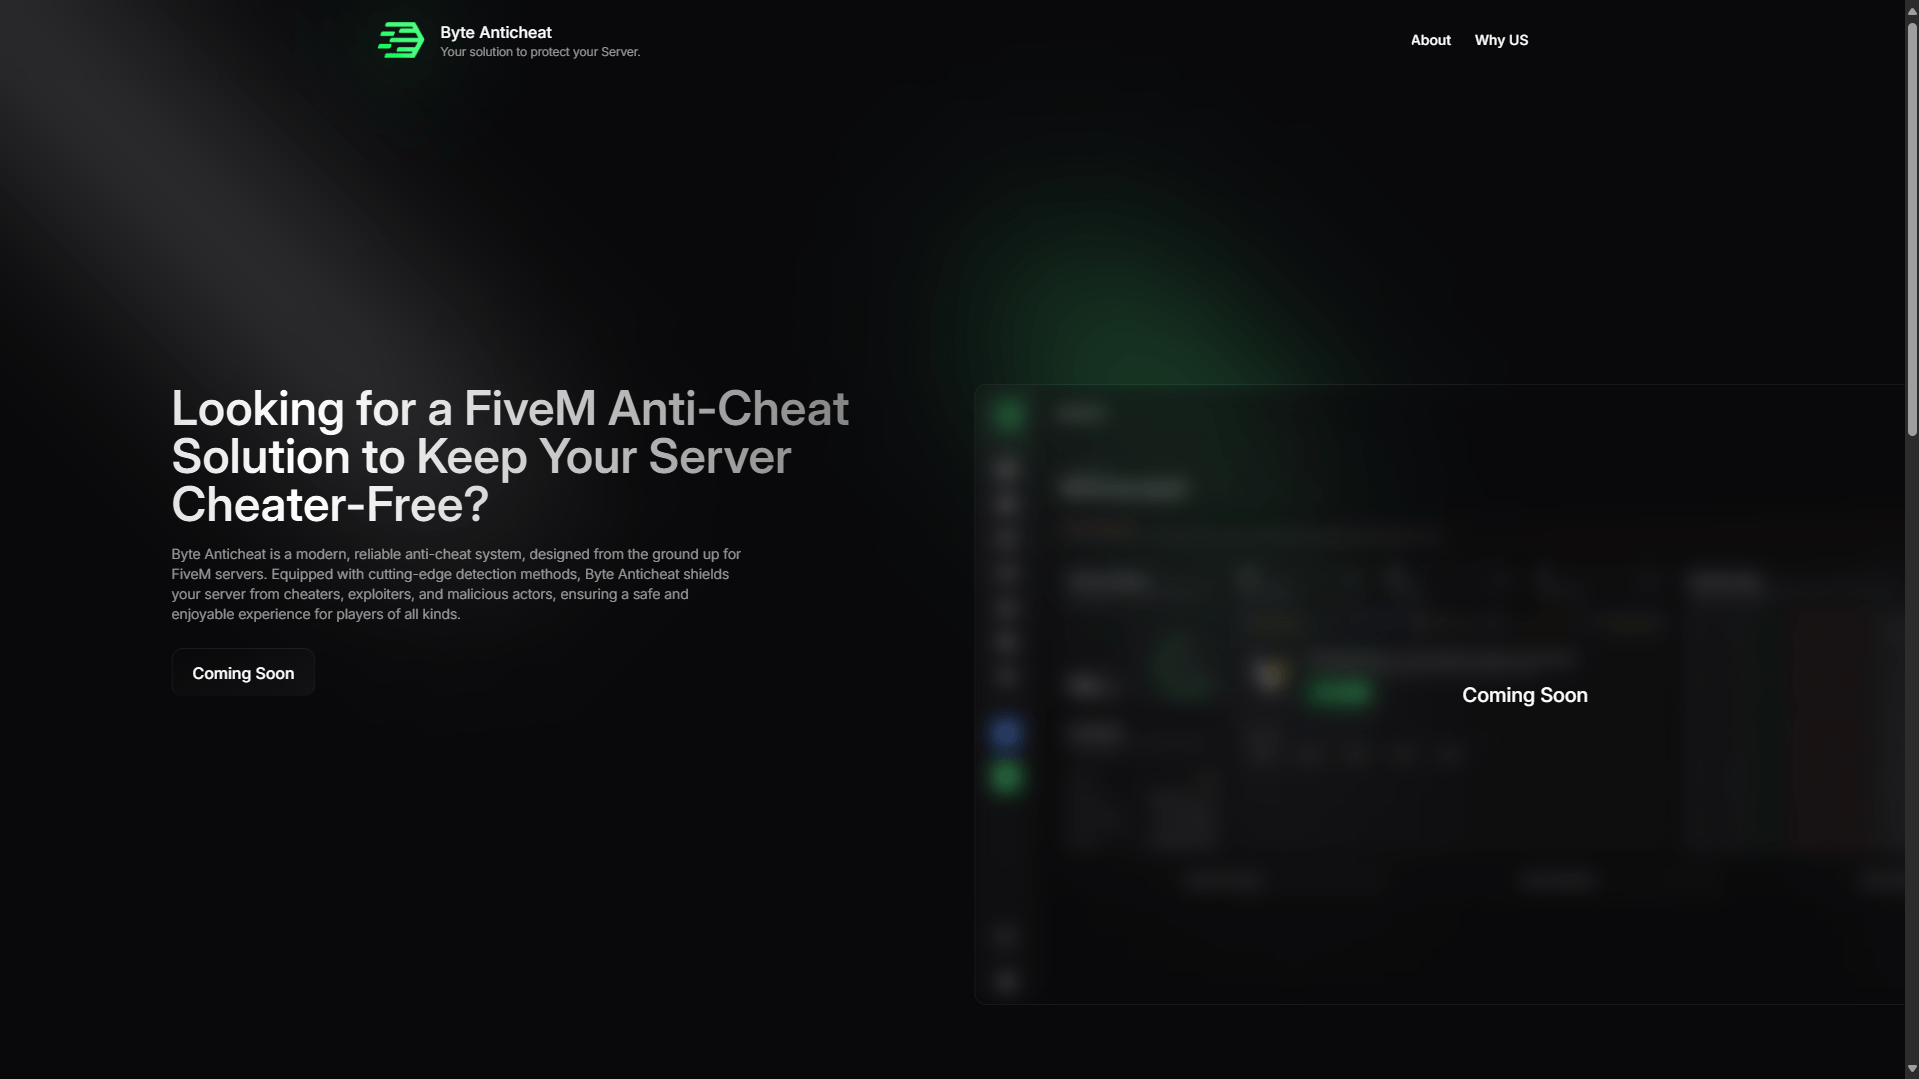 Byte Anticheat
Your solution to protect your Server.
About
Why US
Looking for a FiveM Anti-Cheat
Solution to Keep Your Server
Cheater-Free?
Byte Anticheat is a modern, reliable anti-cheat system, designed from the ground up for
FiveM servers. Equipped with cutting-edge detection methods, Byte Anticheat shields
your server from cheaters, exploiters, and malicious actors, ensuring a safe and
enjoyable experience for players of all kinds.
Coming Soon
Coming Soon